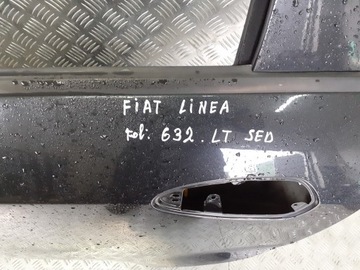 FiAT LiNEA
kol. 632. LT SED